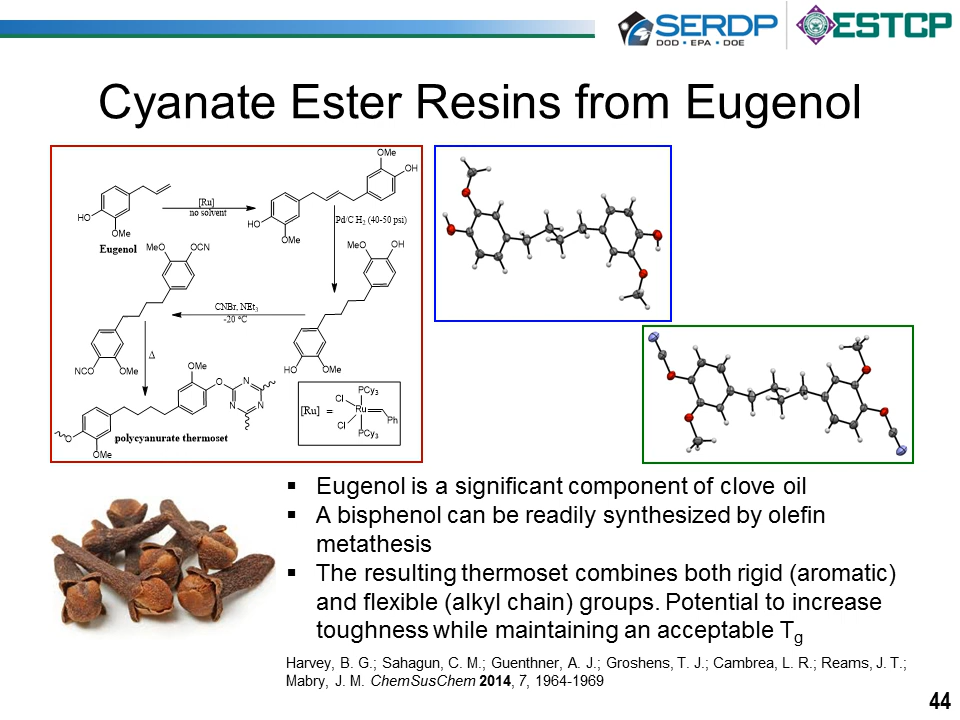 SERDP
DOD • EPA • DOE
ESTCP
Cyanate Ester Resins from Eugenol
HO
OMe
Eugenol
[Ru]
no solvent
OMe
OH
HO
OMe
Pd/C H₂ (40-50 psi)
MeO
OCN
MeO
OH
CNBr, NEt₃
-20 °C
NCO
OMe
HO
OMe
Δ
OMe
O
N
N
N
O
OMe
polycyanurate thermoset
[Ru] =
PCy₃
Cl
Ru
Ph
Cl
PCy₃
▪ Eugenol is a significant component of clove oil
▪ A bisphenol can be readily synthesized by olefin
metathesis
▪ The resulting thermoset combines both rigid (aromatic)
and flexible (alkyl chain) groups. Potential to increase
toughness while maintaining an acceptable Tg
Harvey, B. G.; Sahagun, C. M.; Guenthner, A. J.; Groshens, T. J.; Cambrea, L. R.; Reams, J. T.;
Mabry, J. M. ChemSusChem 2014, 7, 1964-1969
44